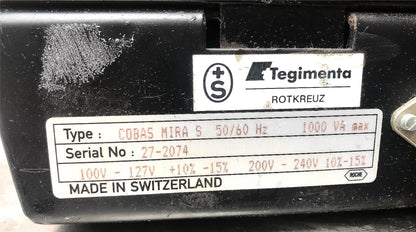 +S Tegimenta
ROTKREUZ
Type : COBAS MIRA S 50/60 Hz 1000 VA max
Serial No : 27-2074
100V - 127V +10% -15% 200V - 240V 10%-15%
MADE IN SWITZERLAND ROCHE